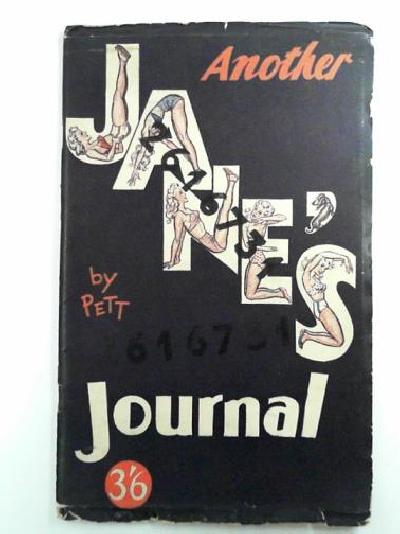 Another
JANE'S
by
PETT
Journal
3'6